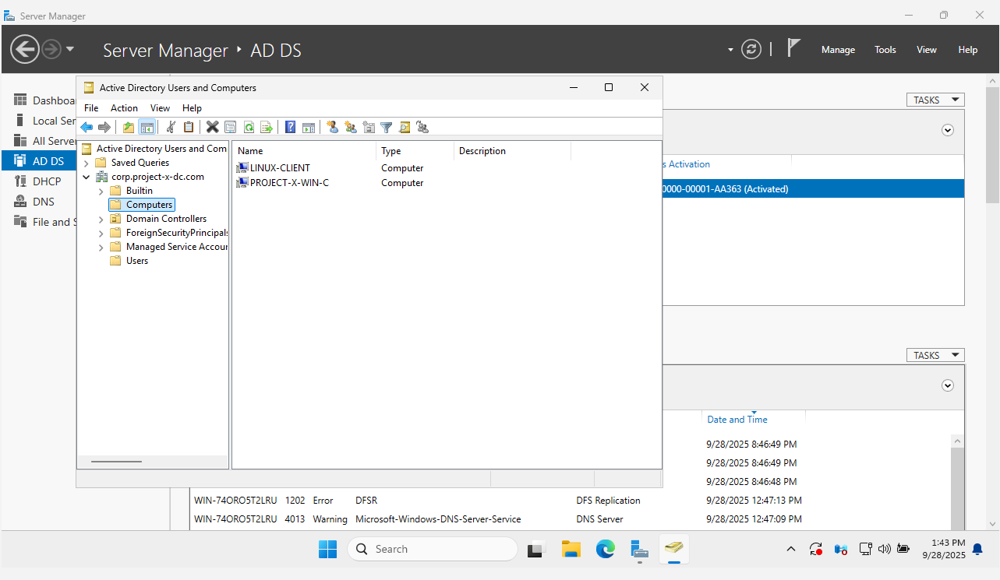 Server Manager
Server Manager ‣ AD DS
Manage Tools View Help
Dashboa
Local Ser
All Server
AD DS
DHCP
DNS
File and S
Active Directory Users and Computers
File Action View Help
Active Directory Users and Com
Saved Queries
corp.project-x-dc.com
Builtin
Computers
Domain Controllers
ForeignSecurityPrincipals
Managed Service Accour
Users
Name Type Description
LINUX-CLIENT Computer
PROJECT-X-WIN-C Computer
TASKS
s Activation
0000-00001-AA363 (Activated)
TASKS
Date and Time
9/28/2025 8:46:49 PM
9/28/2025 8:46:49 PM
9/28/2025 8:46:48 PM
WIN-74ORO5T2LRU 1202 Error DFSR DFS Replication 9/28/2025 12:47:13 PM
WIN-74ORO5T2LRU 4013 Warning Microsoft-Windows-DNS-Server-Service DNS Server 9/28/2025 12:47:09 PM
Search
1:43 PM
9/28/2025